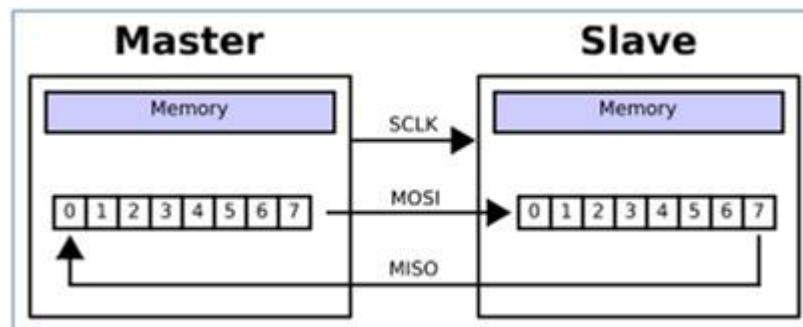 Master Slave
Memory Memory
SCLK
0 1 2 3 4 5 6 7 MOSI 0 1 2 3 4 5 6 7
MISO